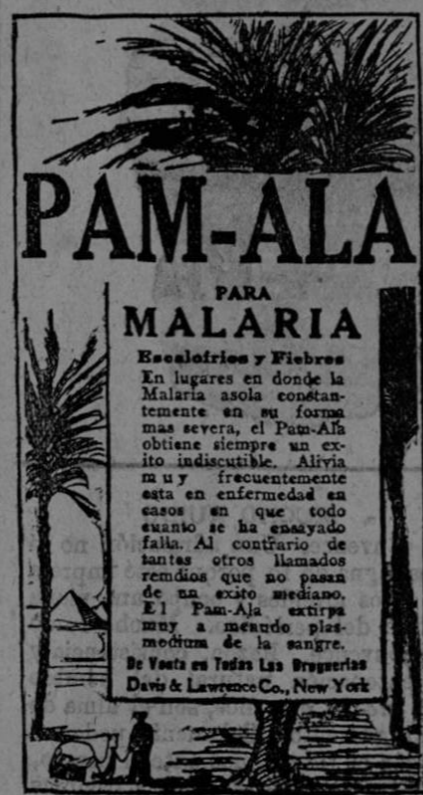 PAM-ALA
PARA
MALARIA
Escalofrios y Fiebres
En lugares en donde la
Malaria asola constan-
temente en su forma
mas severa, el Pam-Ala
obtiene siempre un ex-
ito indiscutible. Alivia
muy frecuentemente
esta en enfermedad en
casos en que todo
cuanto se ha ensayado
falla. Al contrario de
tantos otros llamados
remdios que no pasan
de un exito mediano.
El Pam-Ala extirpa
muy a menudo plas-
modium de la sangre.
De Venta en Todas Las Droguerias
Davis & Lawrence Co., New York